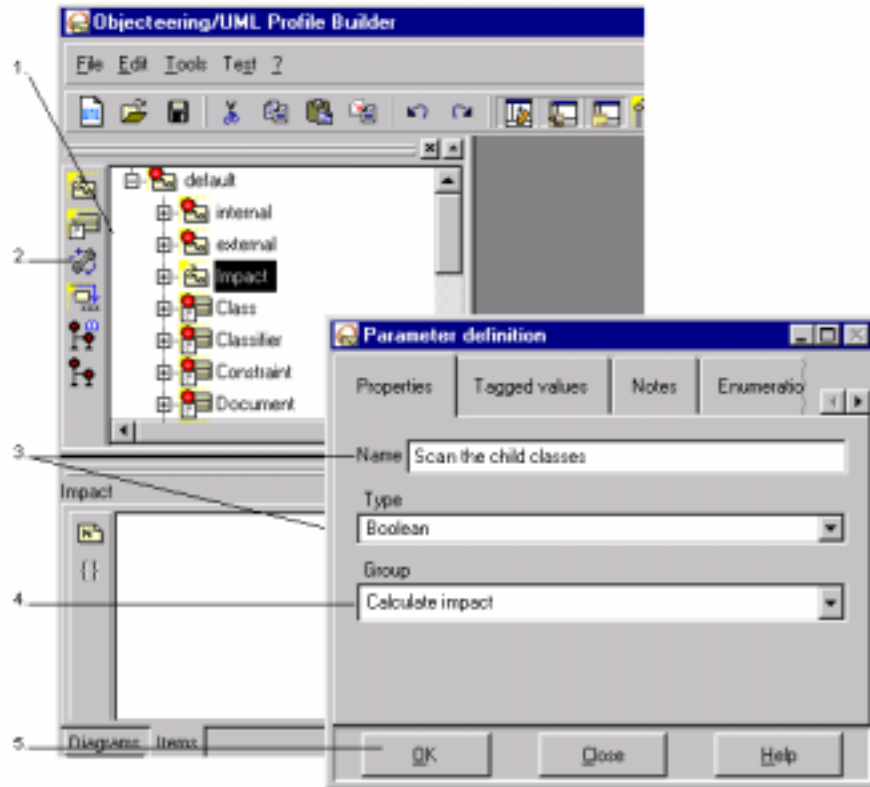 Objecteering/UML Profile Builder
File Edit Tools Test ?
1.
default
internal
external
Impact
Class
Classifier
Constraint
Document
2.
Parameter definition
Properties Tagged values Notes Enumeratio
3.
Name Scan the child classes
Impact
Type
Boolean
{}
Group
4.
Calculate impact
5.
Diagrams Items
OK Close Help